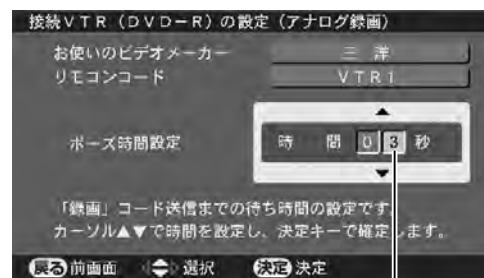 接続VTR(DVD-R)の設定(アナログ録画)
お使いのビデオメーカー 三洋
リモコンコード VTR1
ポーズ時間設定 時間 03秒
「録画」コード送信までの待ち時間の設定です。
カーソル▲▼で時間を設定し、決定キーで確定します。
戻る 前画面 選択 決定 決定